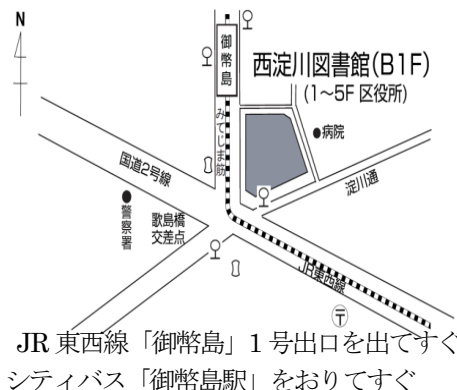 N
御幣島
西淀川図書館(B1F)
(1～5F 区役所)
みてじま筋
●病院
国道2号線
淀川通
●警察署
歌島橋
交差点
JR東西線
〒
JR 東西線「御幣島」1 号出口を出てすぐ
シティバス「御幣島駅」をおりてすぐ